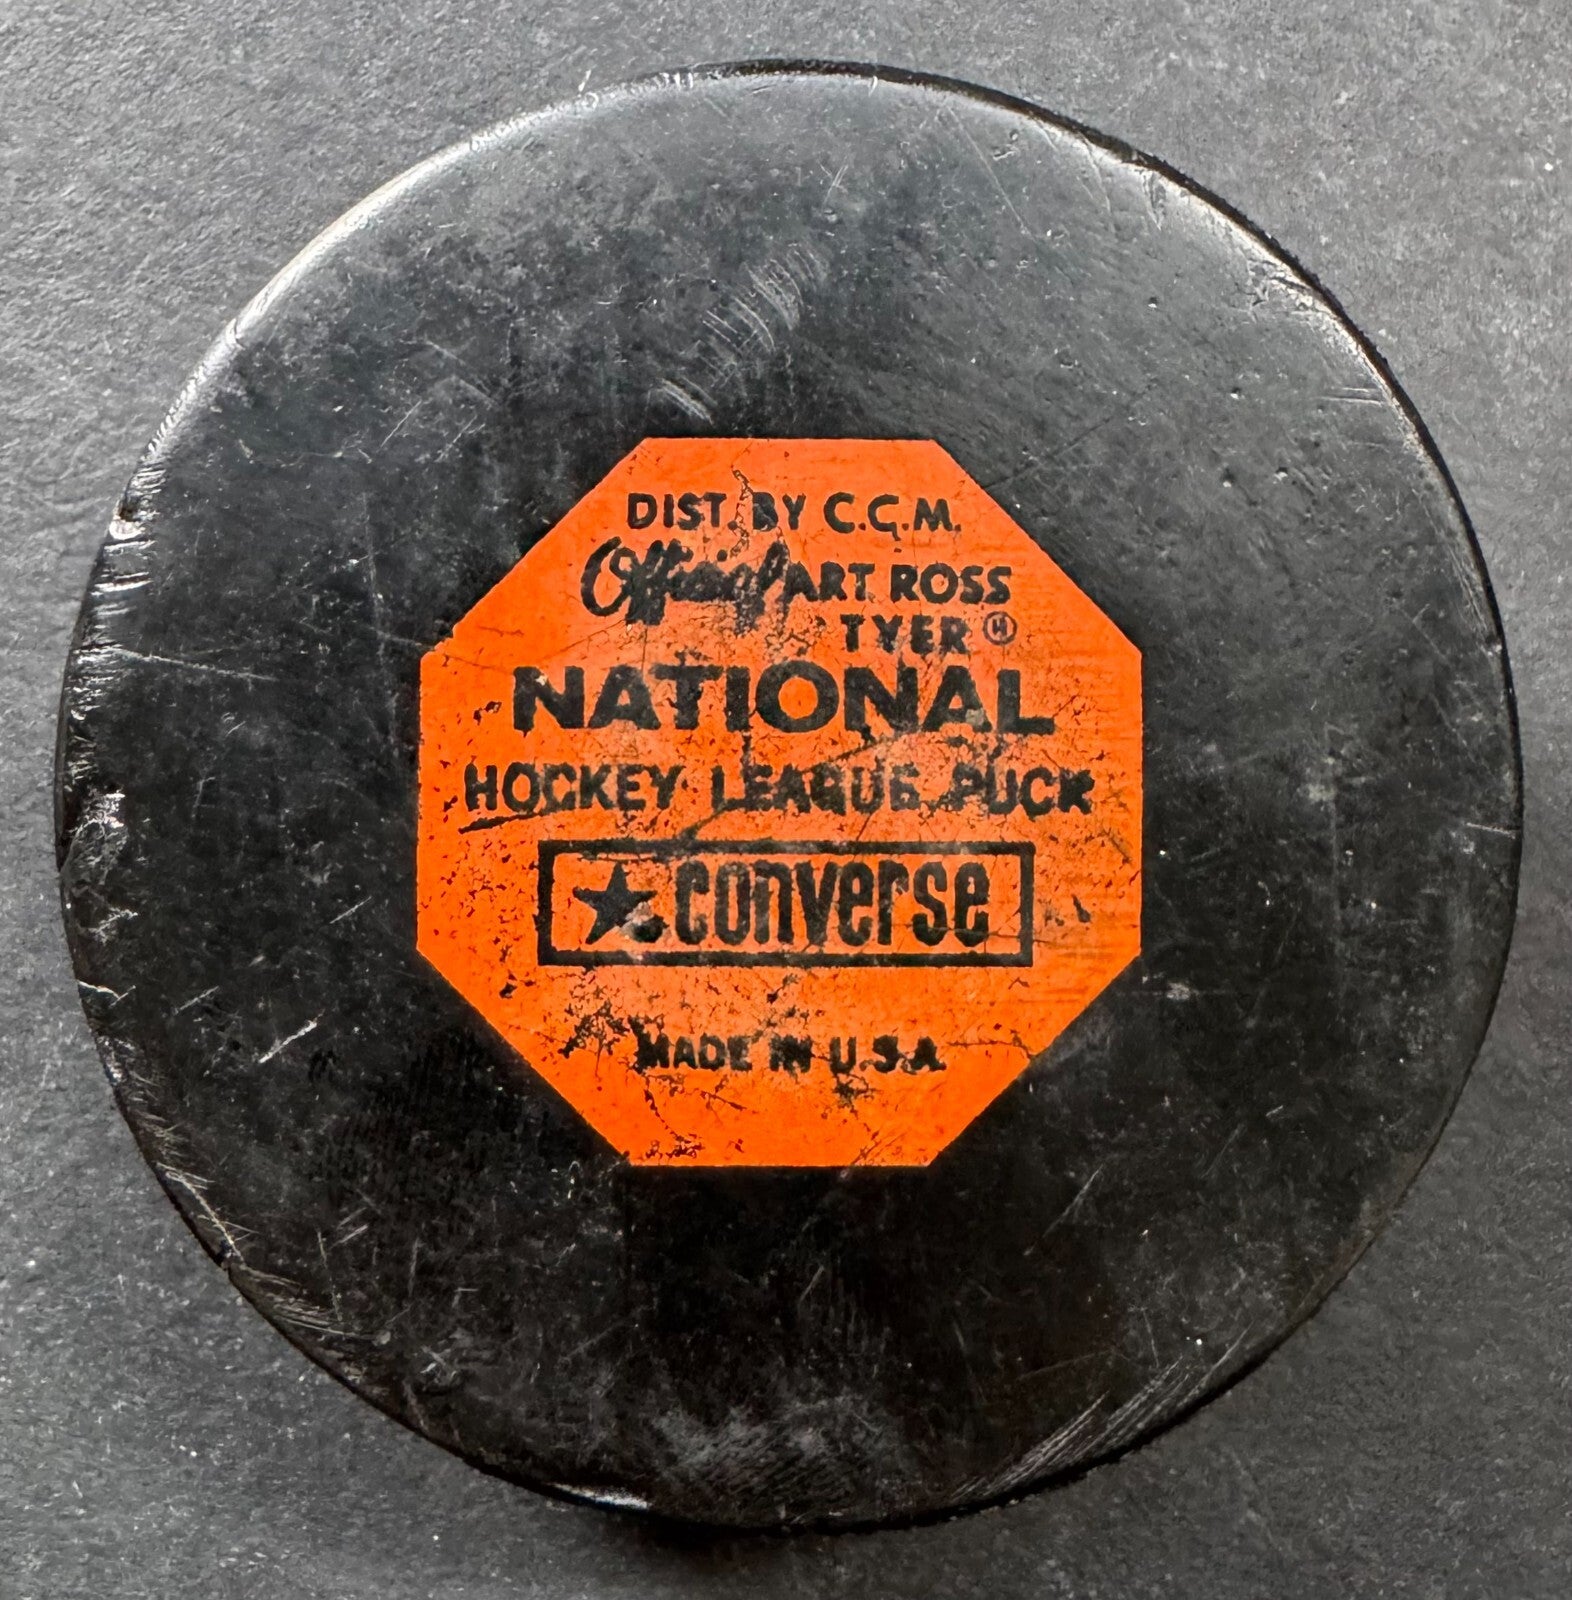 DIST. BY C.C.M.
Official ART ROSS
TYER ®
NATIONAL
HOCKEY LEAGUE PUCK
★ CONVERSE
MADE IN U.S.A.